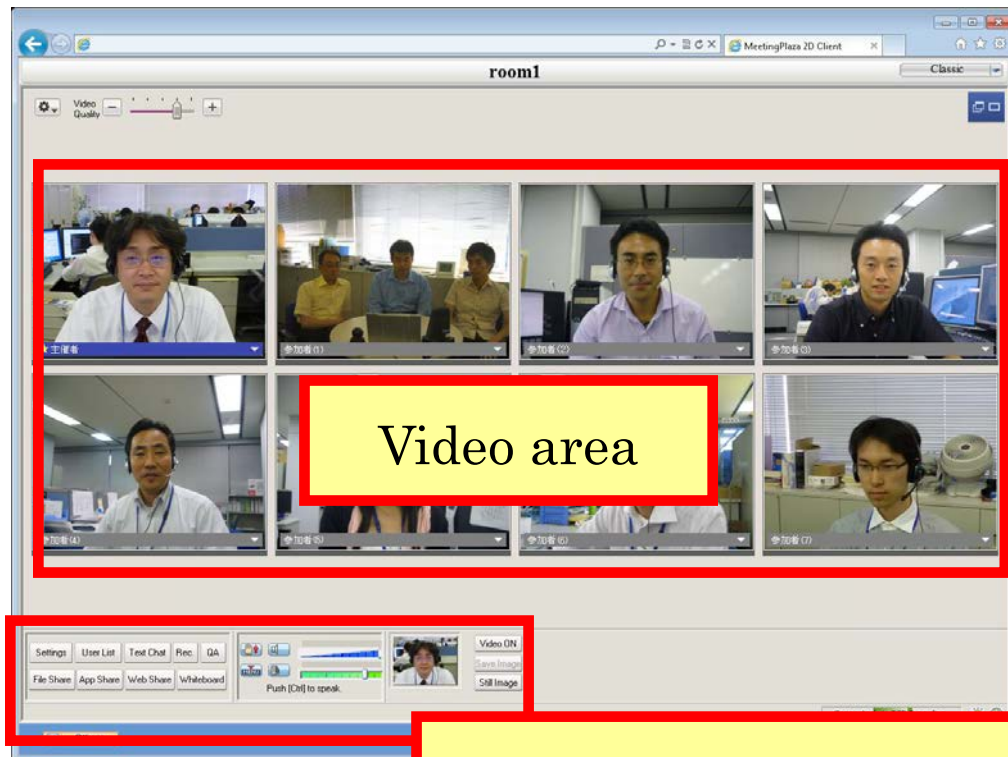 MeetingPlaza 2D Client
room1
Classic
Video
Quality
★主催者
参加者(1)
参加者(2)
参加者(3)
Video area
参加者(4)
参加者(5)
参加者(6)
参加者(7)
Settings User List Text Chat Rec. QA
File Share App Share Web Share Whiteboard
Push [Ctrl] to speak.
Video ON
Save Image
Still Image